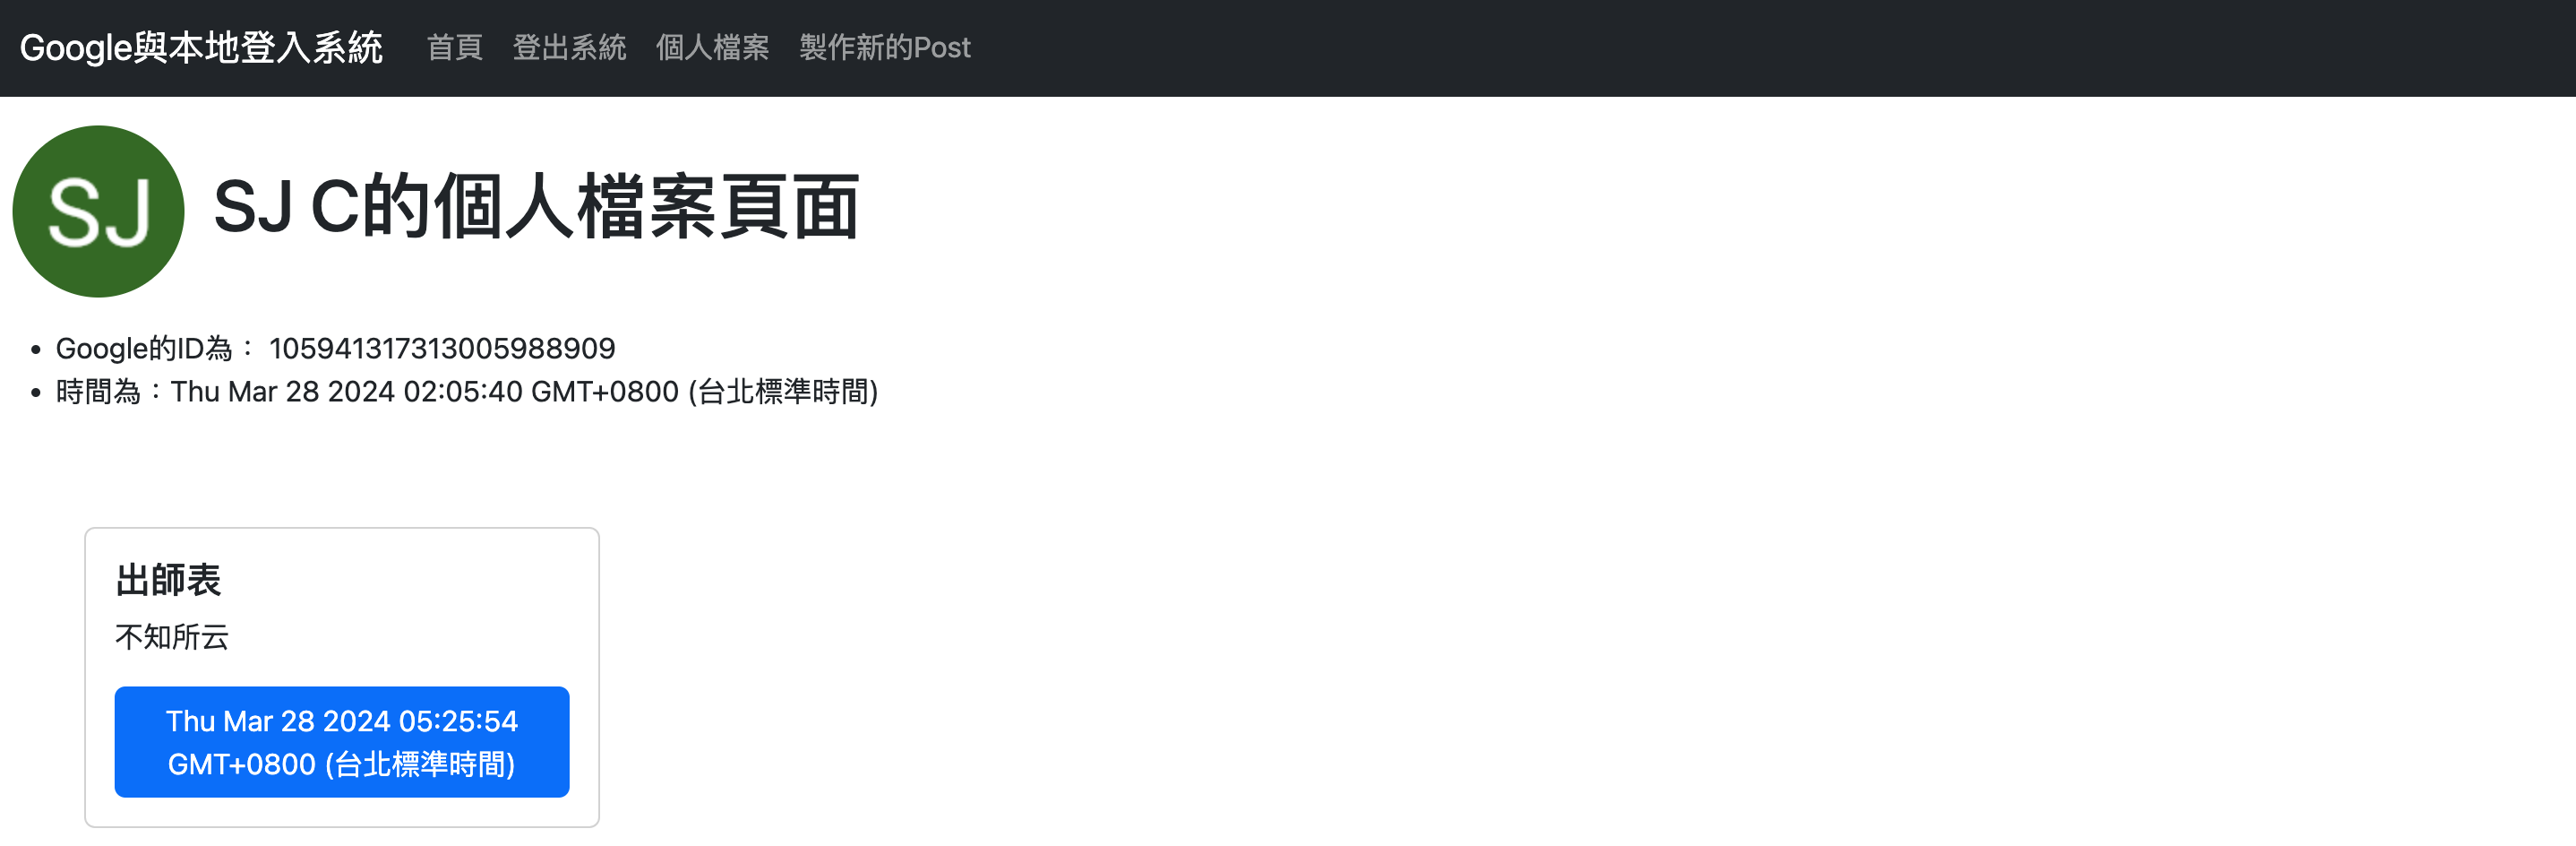 Google與本地登入系統 首頁 登出系統 個人檔案 製作新的Post
SJ SJ C的個人檔案頁面
• Google的ID為： 105941317313005988909
• 時間為：Thu Mar 28 2024 02:05:40 GMT+0800 (台北標準時間)
出師表
不知所云
Thu Mar 28 2024 05:25:54
GMT+0800 (台北標準時間)